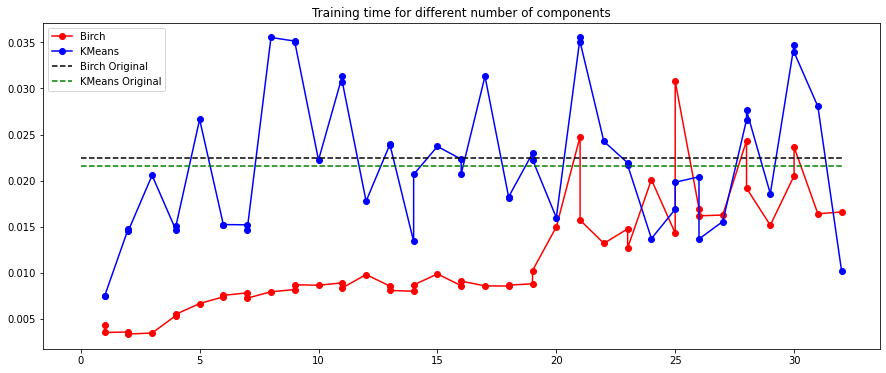 Training time for different number of components
Birch
KMeans
Birch Original
KMeans Original
0.035
0.030
0.025
0.020
0.015
0.010
0.005
0 5 10 15 20 25 30